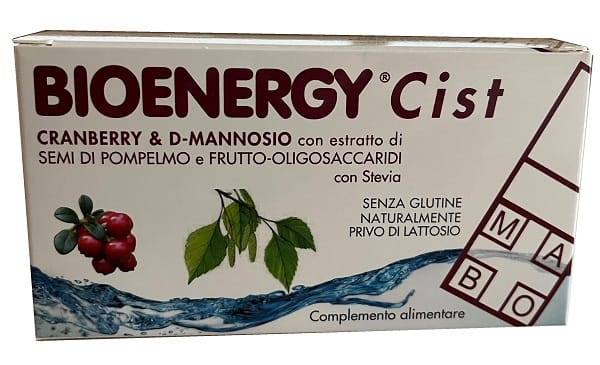 BIOENERGY® Cist
CRANBERRY & D-MANNOSIO con estratto di
SEMI DI POMPELMO e FRUTTO-OLIGOSACCARIDI
con Stevia
SENZA GLUTINE
NATURALMENTE
PRIVO DI LATTOSIO
M A
B O
Complemento alimentare